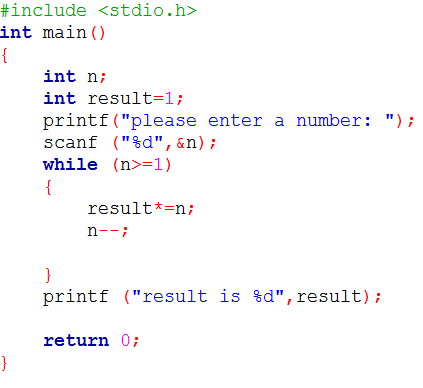 #include <stdio.h>
int main()
{
    int n;
    int result=1;
    printf("please enter a number: ");
    scanf ("%d",&n);
    while (n>=1)
    {
        result*=n;
        n--;

    }
    printf ("result is %d",result);

    return 0;
}